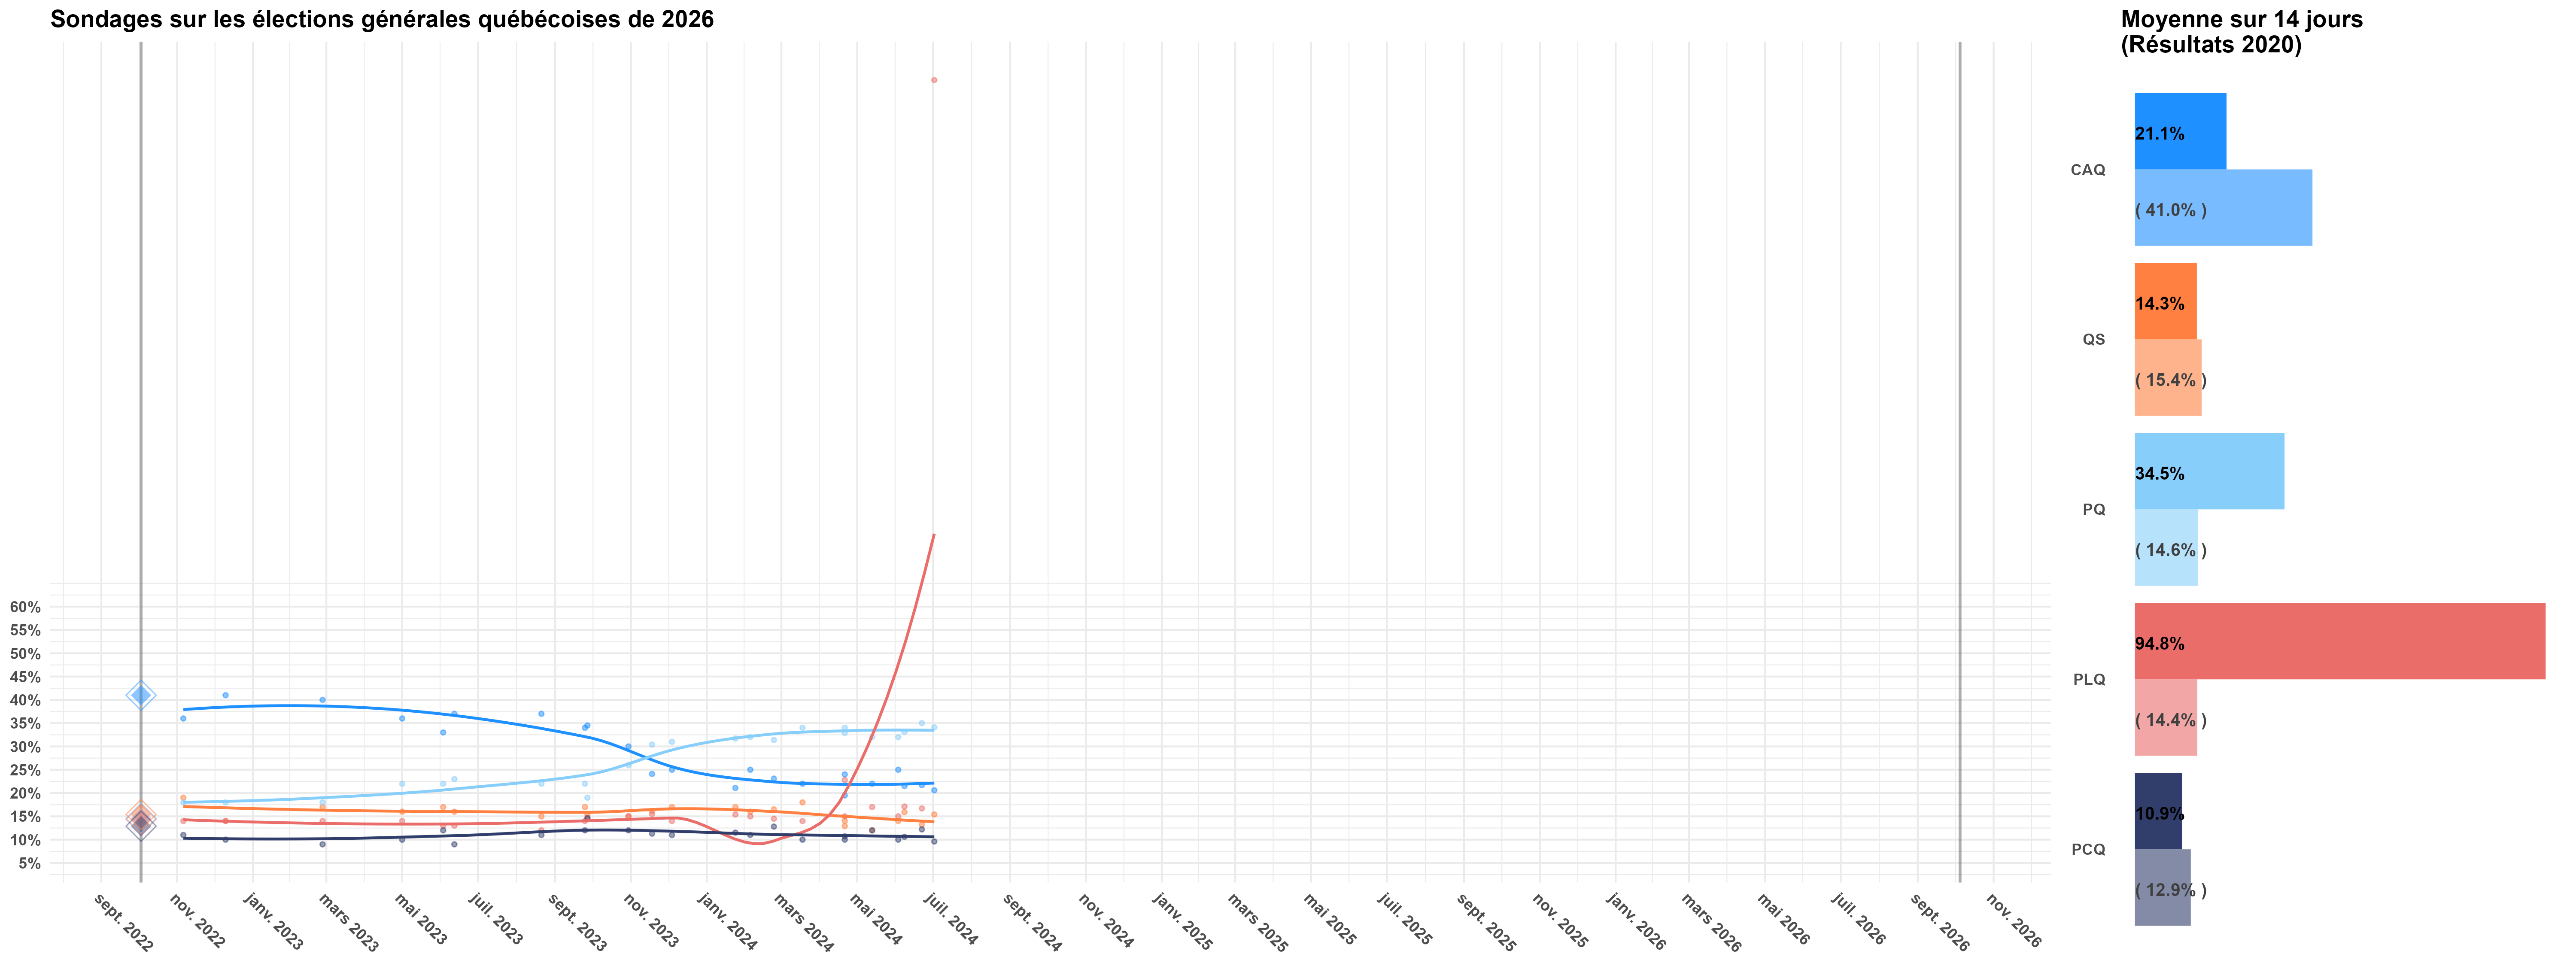 Sondages sur les élections générales québécoises de 2026
60%
55%
50%
45%
40%
35%
30%
25%
20%
15%
10%
5%
sept. 2022
nov. 2022
janv. 2023
mars 2023
mai 2023
juil. 2023
sept. 2023
nov. 2023
janv. 2024
mars 2024
mai 2024
juil. 2024
sept. 2024
nov. 2024
janv. 2025
mars 2025
mai 2025
juil. 2025
sept. 2025
nov. 2025
janv. 2026
mars 2026
mai 2026
juil. 2026
sept. 2026
nov. 2026
Moyenne sur 14 jours
(Résultats 2020)
CAQ
21.1%
( 41.0% )
QS
14.3%
( 15.4% )
PQ
34.5%
( 14.6% )
PLQ
94.8%
( 14.4% )
PCQ
10.9%
( 12.9% )